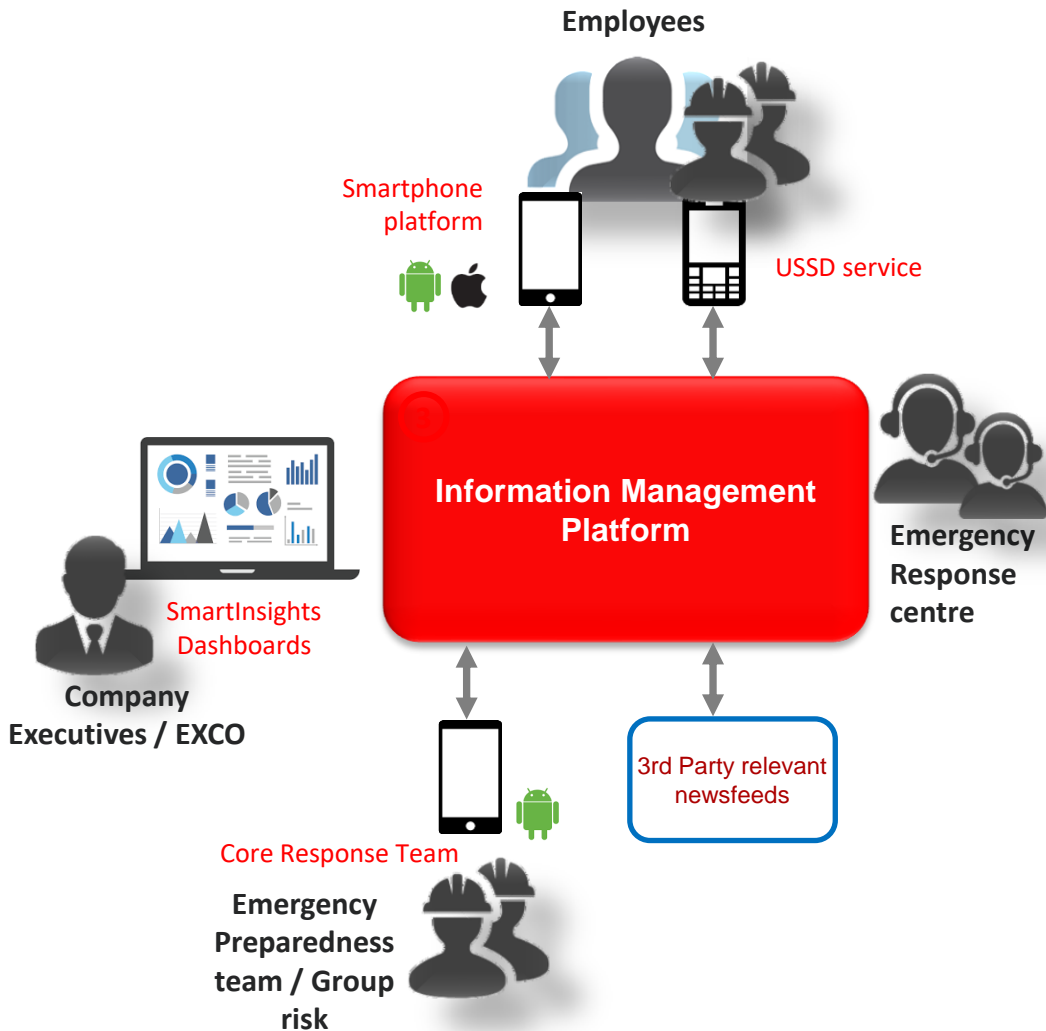 Employees
Smartphone
platform
USSD service
3
Information Management
Platform
Emergency
Response
centre
SmartInsights
Dashboards
Company
Executives / EXCO
3rd Party relevant
newsfeeds
Core Response Team
Emergency
Preparedness
team / Group
risk